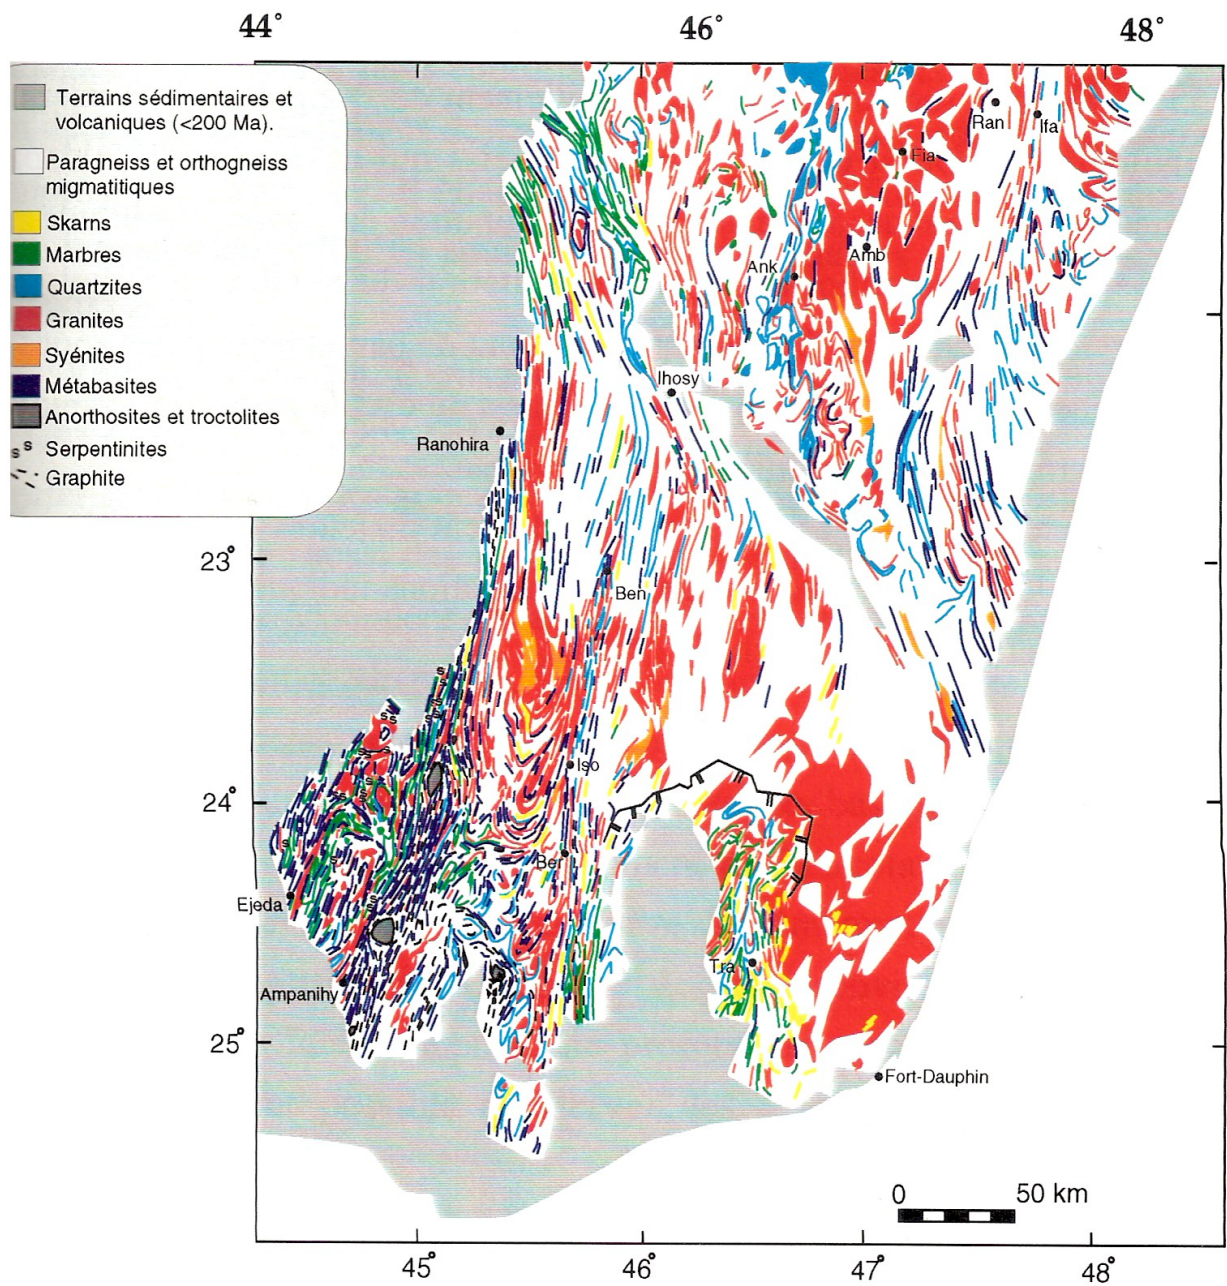 44°
46°
48°
Terrains sédimentaires et
volcaniques (<200 Ma).
Paragneiss et orthogneiss
migmatitiques
Skarns
Marbres
Quartzites
Granites
Syénites
Métabasites
Anorthosites et troctolites
s s Serpentinites
Graphite
Ran
Ifa
Fia
Amb
Ank
Ihosy
Ranohira
23°
Ben
Iso
24°
Ber
Ejeda
Tra
Ampanihy
25°
Fort-Dauphin
0 50 km
45°
46°
47°
48°